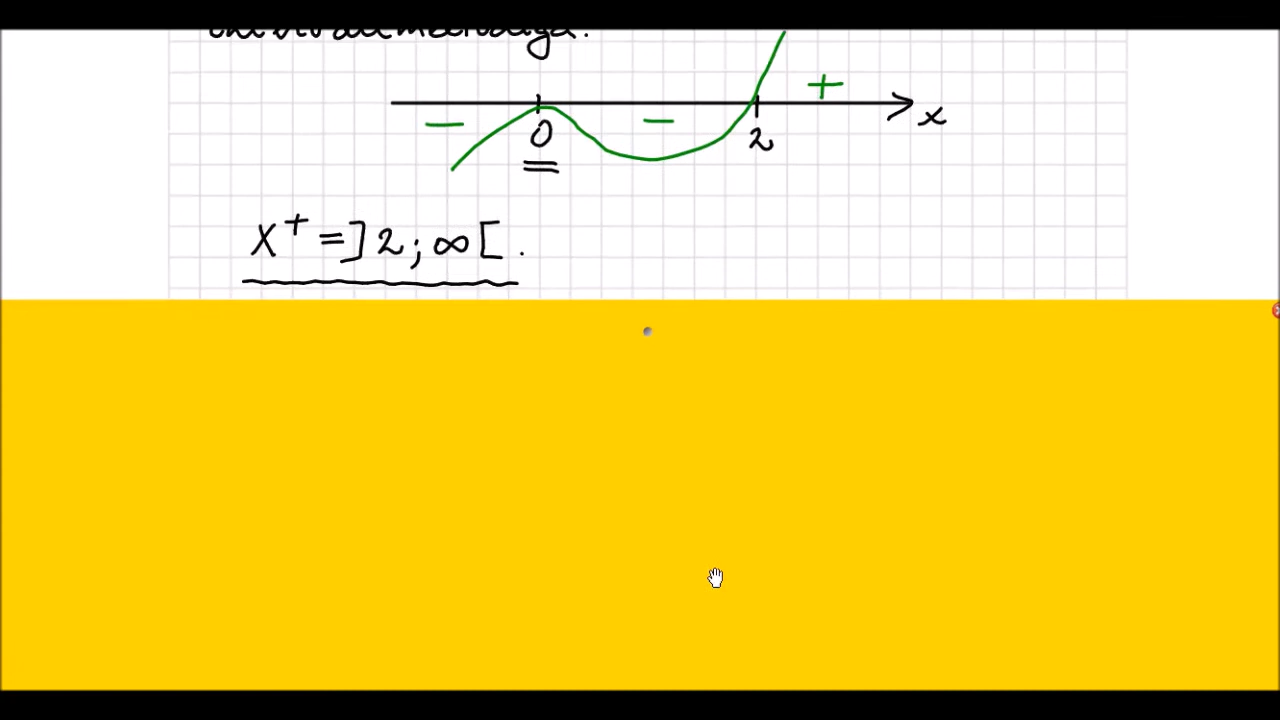 − 0 − 2 + x
X⁺ = ]2; ∞[.